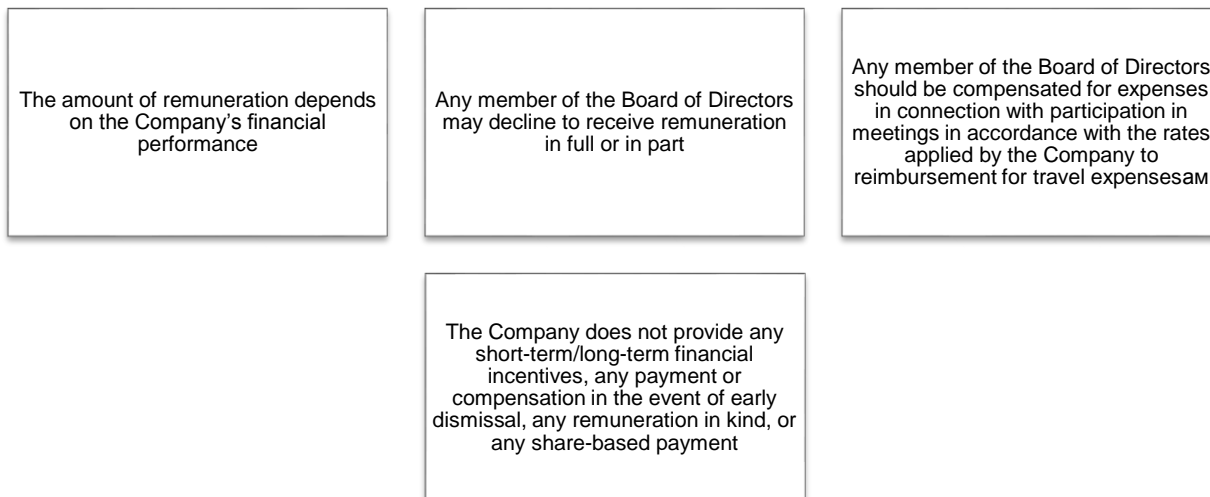 The amount of remuneration depends
on the Company's financial
performance
Any member of the Board of Directors
may decline to receive remuneration
in full or in part
Any member of the Board of Directors
should be compensated for expenses
in connection with participation in
meetings in accordance with the rates
applied by the Company to
reimbursement for travel expensesам
The Company does not provide any
short-term/long-term financial
incentives, any payment or
compensation in the event of early
dismissal, any remuneration in kind, or
any share-based payment